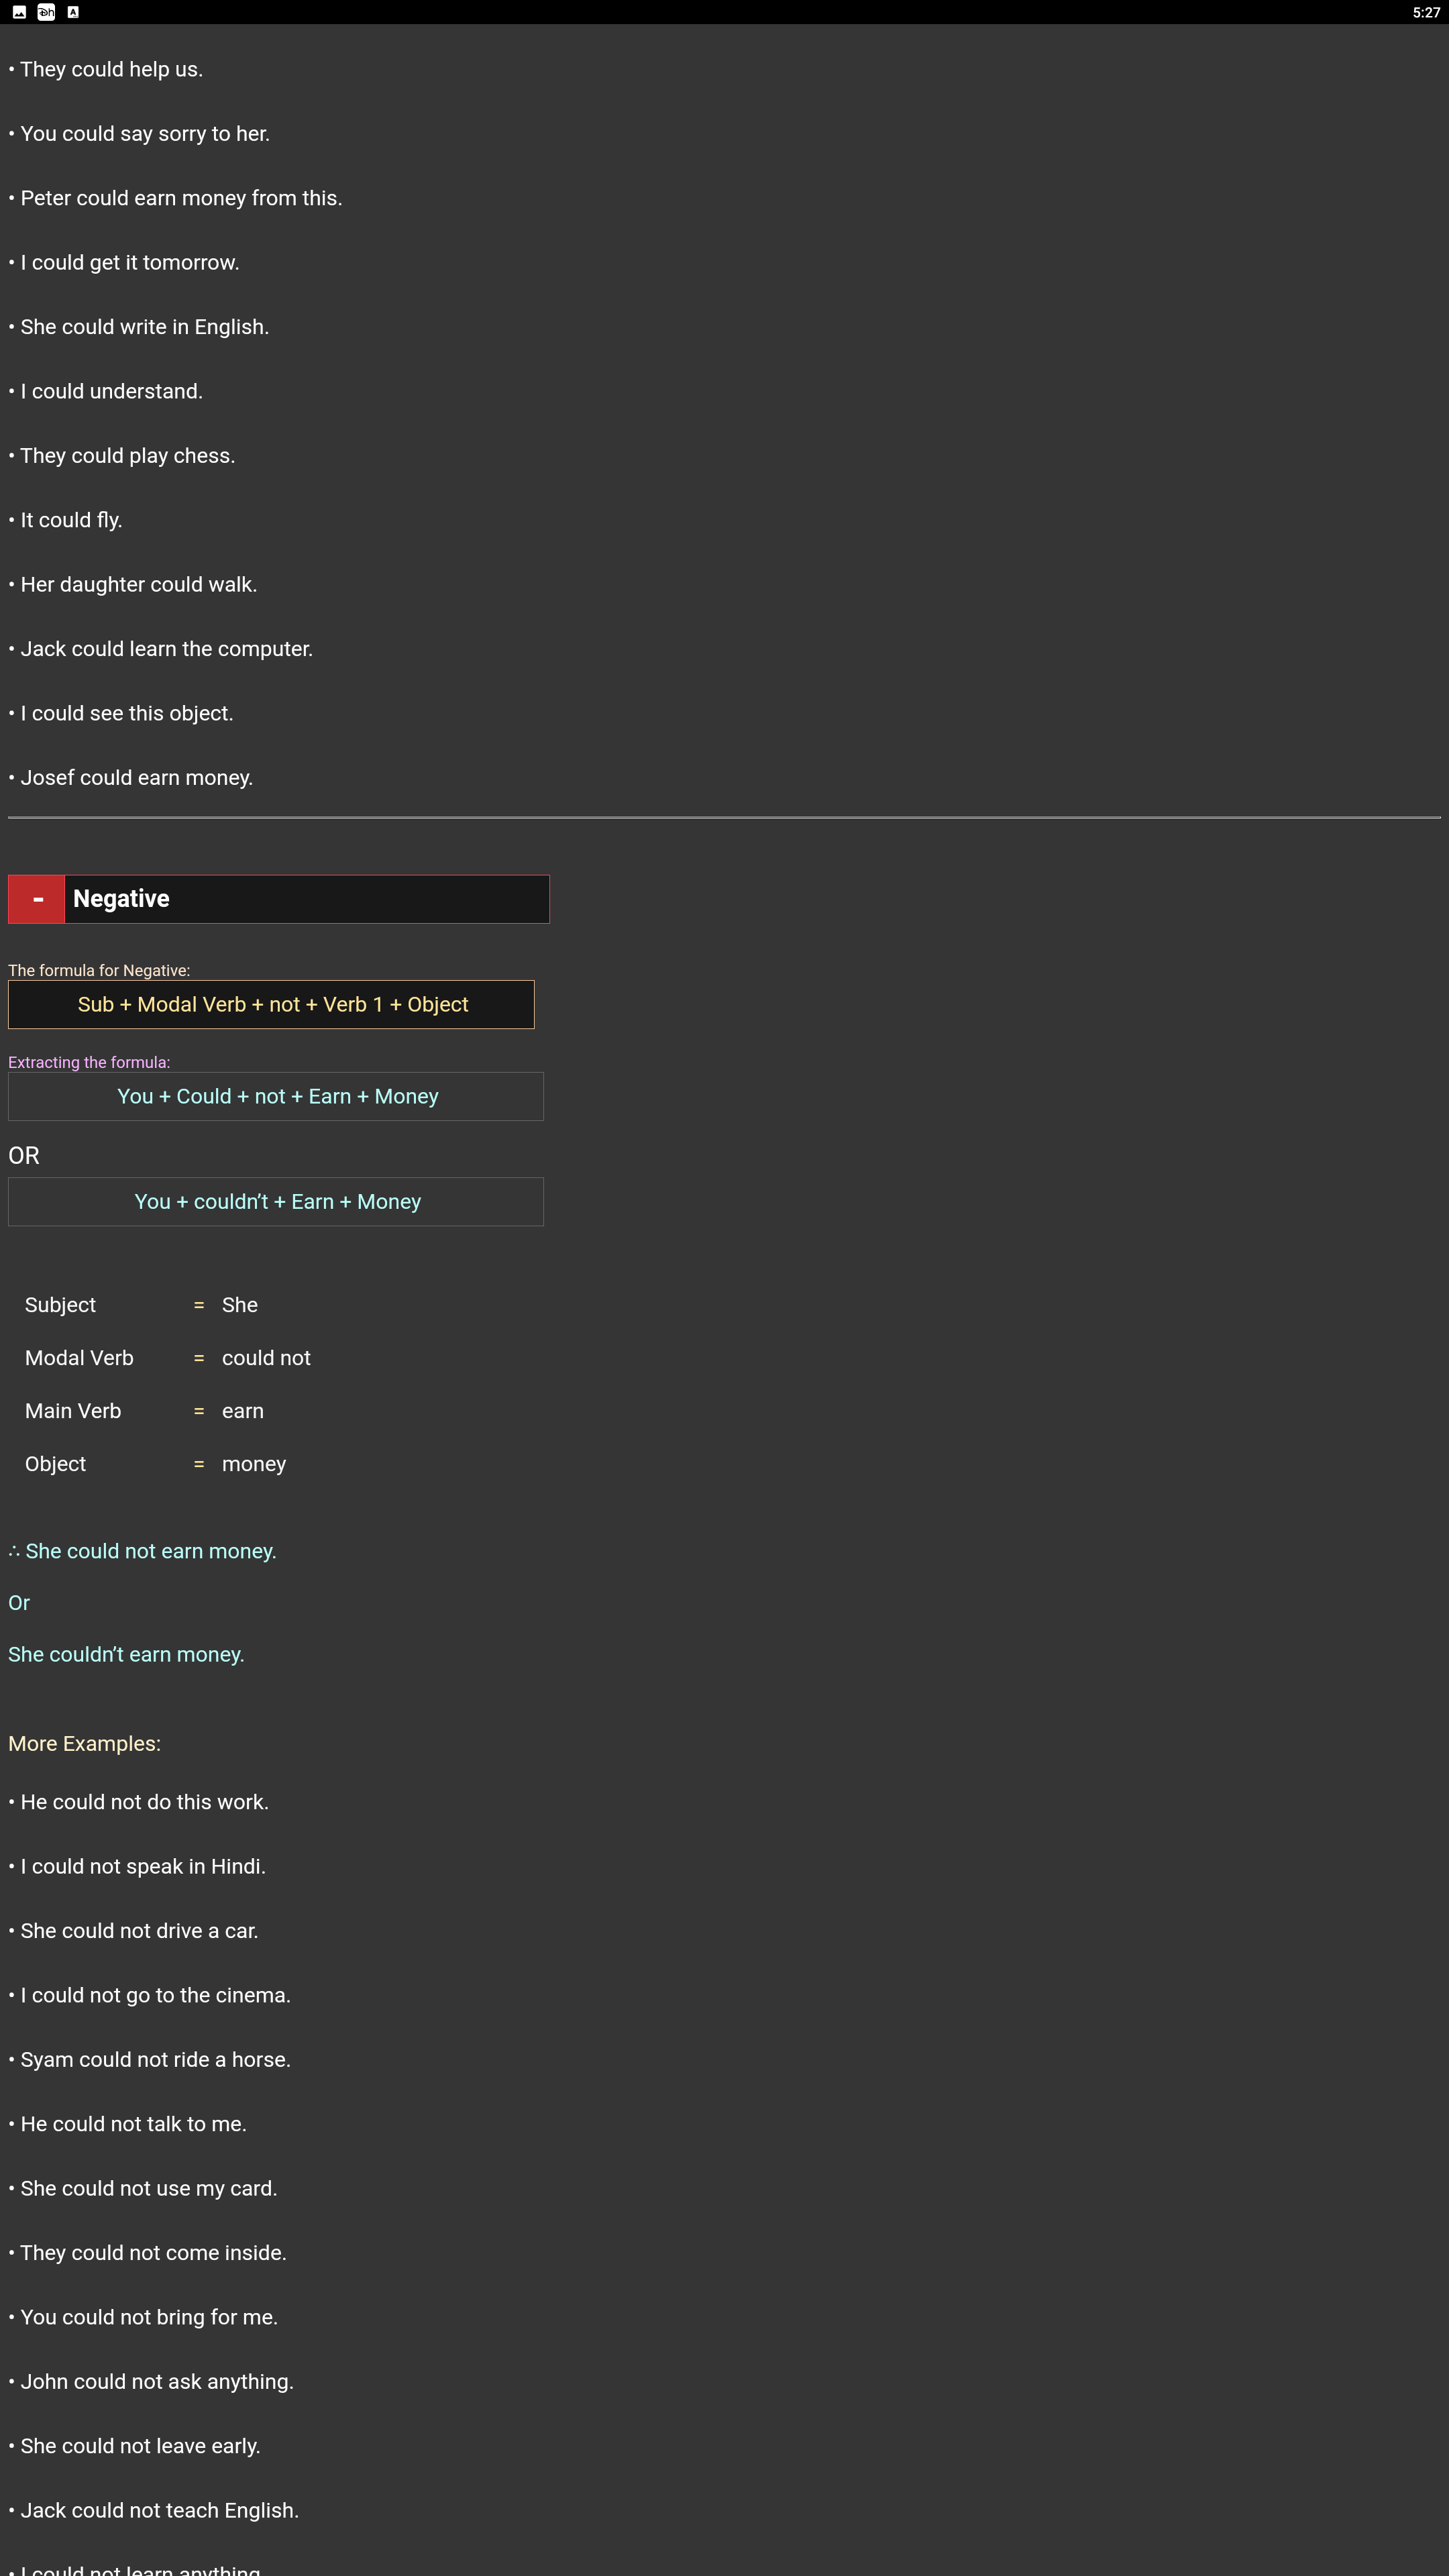 5:27
• They could help us.
• You could say sorry to her.
• Peter could earn money from this.
• I could get it tomorrow.
• She could write in English.
• I could understand.
• They could play chess.
• It could fly.
• Her daughter could walk.
• Jack could learn the computer.
• I could see this object.
• Josef could earn money.
- Negative
The formula for Negative:
Sub + Modal Verb + not + Verb 1 + Object
Extracting the formula:
You + Could + not + Earn + Money
OR
You + couldn’t + Earn + Money
Subject = She
Modal Verb = could not
Main Verb = earn
Object = money
∴ She could not earn money.
Or
She couldn’t earn money.
More Examples:
• He could not do this work.
• I could not speak in Hindi.
• She could not drive a car.
• I could not go to the cinema.
• Syam could not ride a horse.
• He could not talk to me.
• She could not use my card.
• They could not come inside.
• You could not bring for me.
• John could not ask anything.
• She could not leave early.
• Jack could not teach English.
• I could not learn anything